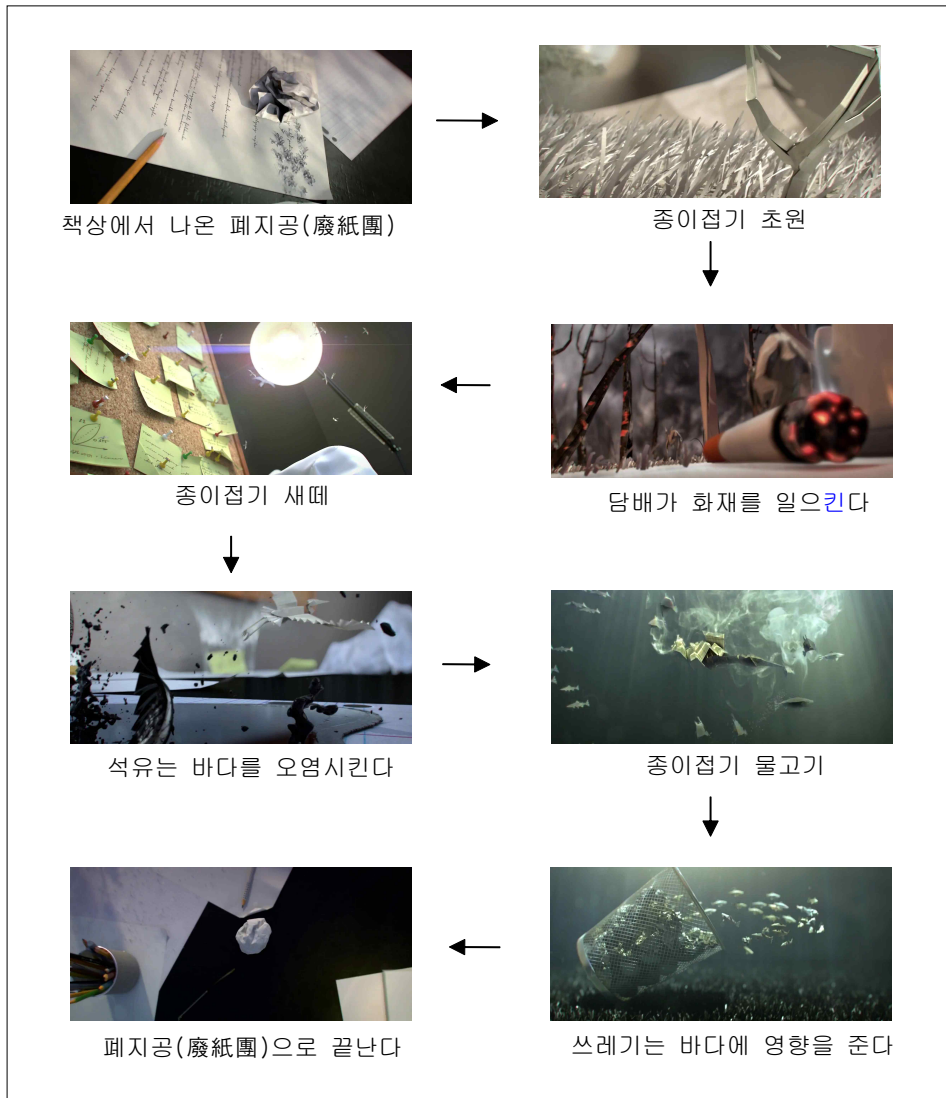 책상에서 나온 폐지공(廢紙團)
종이접기 초원
담배가 화재를 일으킨다
종이접기 새떼
석유는 바다를 오염시킨다
종이접기 물고기
쓰레기는 바다에 영향을 준다
폐지공(廢紙團)으로 끝난다